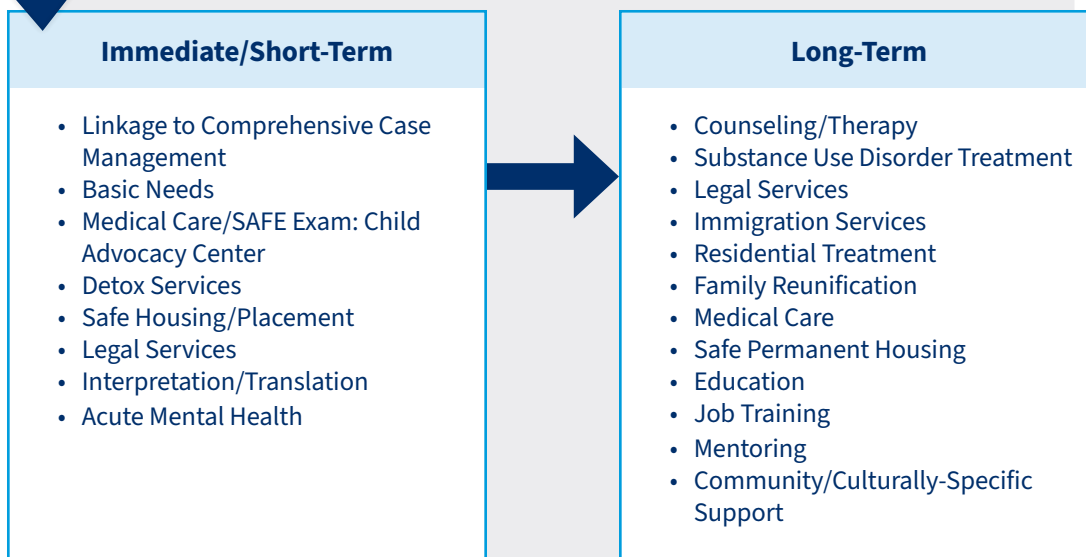 Immediate/Short-Term
• Linkage to Comprehensive Case
Management
• Basic Needs
• Medical Care/SAFE Exam: Child
Advocacy Center
• Detox Services
• Safe Housing/Placement
• Legal Services
• Interpretation/Translation
• Acute Mental Health
Long-Term
• Counseling/Therapy
• Substance Use Disorder Treatment
• Legal Services
• Immigration Services
• Residential Treatment
• Family Reunification
• Medical Care
• Safe Permanent Housing
• Education
• Job Training
• Mentoring
• Community/Culturally-Specific
Support